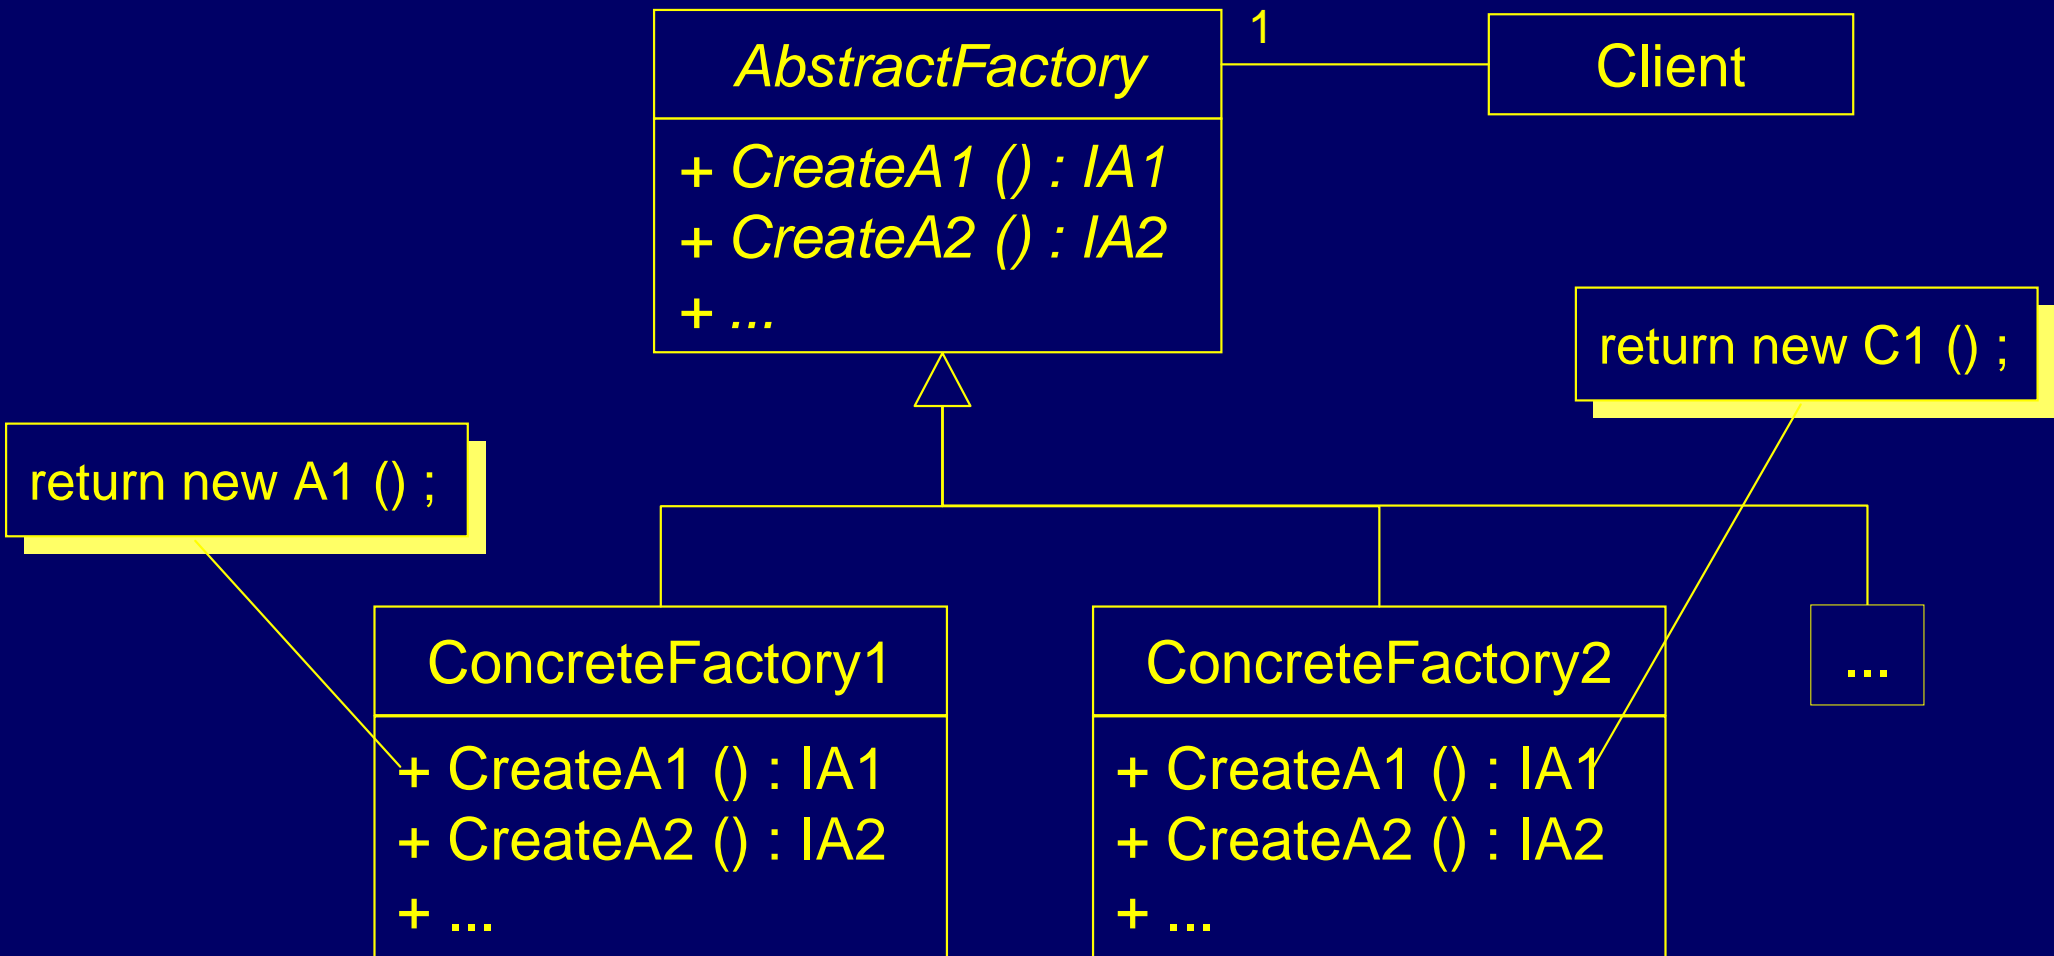 AbstractFactory
+ CreateA1 () : IA1
+ CreateA2 () : IA2
+ ...
1
Client
return new C1 () ;
return new A1 () ;
ConcreteFactory1
+ CreateA1 () : IA1
+ CreateA2 () : IA2
+ ...
ConcreteFactory2
+ CreateA1 () : IA1
+ CreateA2 () : IA2
+ ...
...